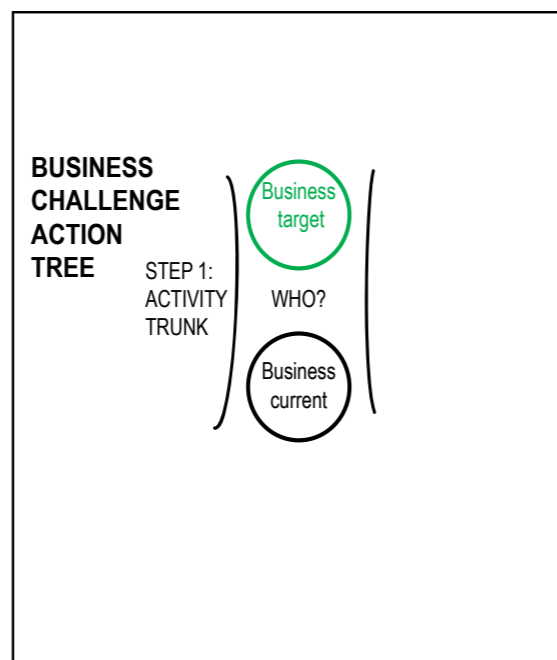 BUSINESS
CHALLENGE
ACTION
TREE
STEP 1:
ACTIVITY
TRUNK
Business
target
WHO?
Business
current